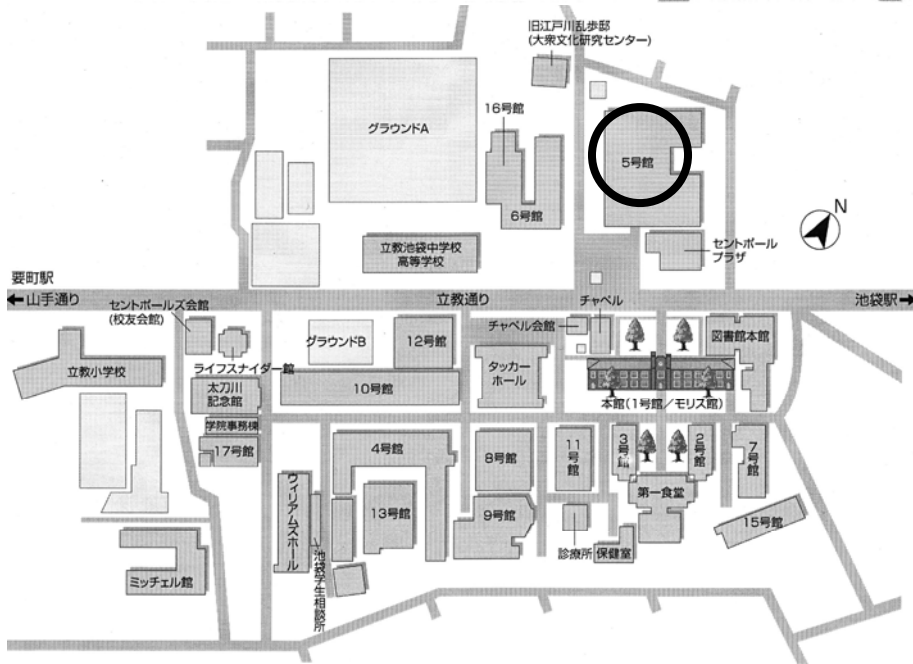 旧江戸川乱歩邸
(大衆文化研究センター)
16号館
グラウンドA
5号館
6号館
N
立教池袋中学校
高等学校
セントポール
プラザ
要町駅
←山手通り
立教通り
池袋駅→
セントポールズ会館
(校友会館)
チャペル
チャペル会館
図書館本館
グラウンドB
12号館
ライフスナイダー館
立教小学校
タッカー
ホール
太刀川
記念館
10号館
本館(1号館/モリス館)
学院事務棟
17号館
4号館
8号館
11号館
3号館
2号館
7号館
ウィリアムズホール
13号館
9号館
第一食堂
15号館
池袋学生相談所
診療所
保健室
ミッチェル館